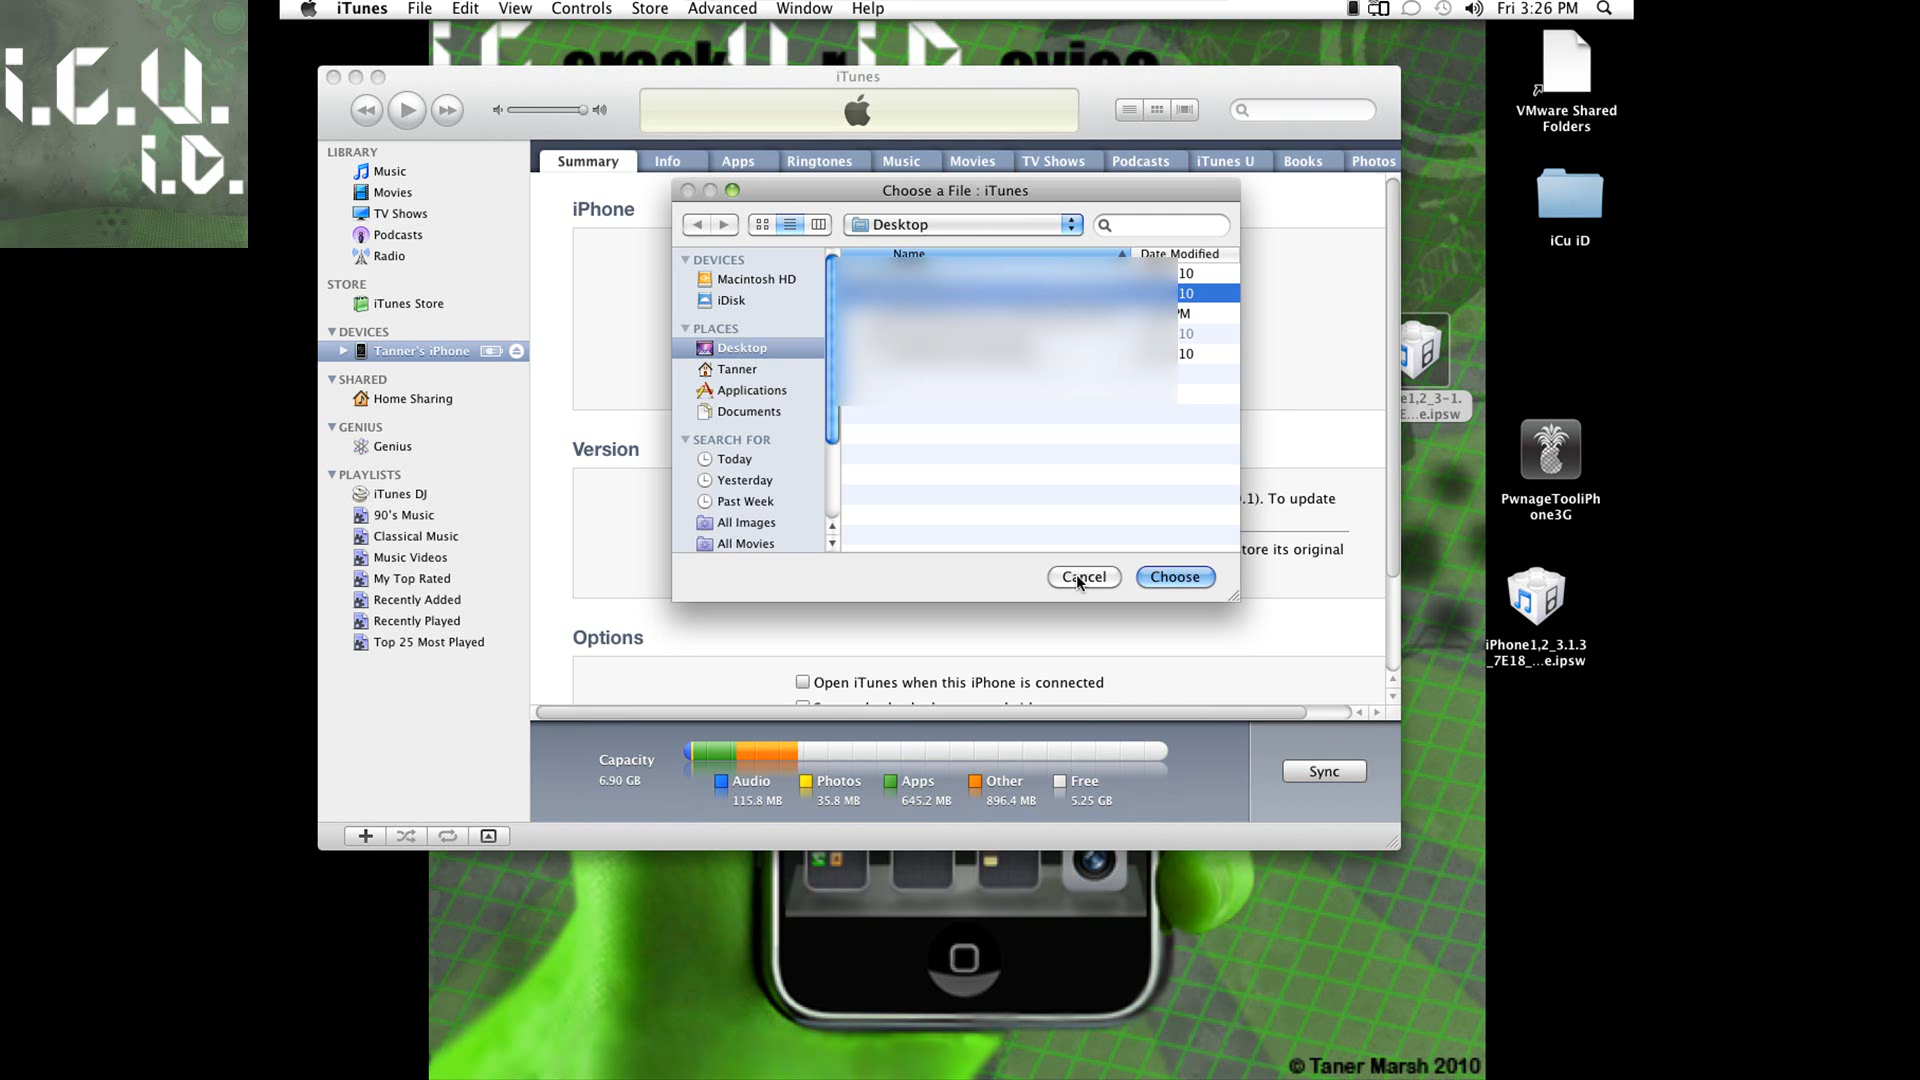 i.C.U.
i.D.
iTunes File Edit View Controls Store Advanced Window Help
Fri 3:26 PM
iTunes
LIBRARY
Music
Movies
TV Shows
Podcasts
Radio
STORE
iTunes Store
DEVICES
Tanner's iPhone
SHARED
Home Sharing
GENIUS
Genius
PLAYLISTS
iTunes DJ
90's Music
Classical Music
Music Videos
My Top Rated
Recently Added
Recently Played
Top 25 Most Played
Summary Info Apps Ringtones Music Movies TV Shows Podcasts iTunes U Books Photos
iPhone
Version
.1). To update
tore its original
Options
Open iTunes when this iPhone is connected
Choose a File : iTunes
Desktop
DEVICES
Macintosh HD
iDisk
PLACES
Desktop
Tanner
Applications
Documents
SEARCH FOR
Today
Yesterday
Past Week
All Images
All Movies
Name Date Modified
10
10
PM
10
10
Cancel Choose
Capacity
6.90 GB
Audio
115.8 MB
Photos
35.8 MB
Apps
645.2 MB
Other
896.4 MB
Free
5.25 GB
Sync
VMware Shared
Folders
iCu iD
e1,2_3-1.
E...e.ipsw
PwnageTooliPh
one3G
iPhone1,2_3.1.3
_7E18_...e.ipsw
© Taner Marsh 2010